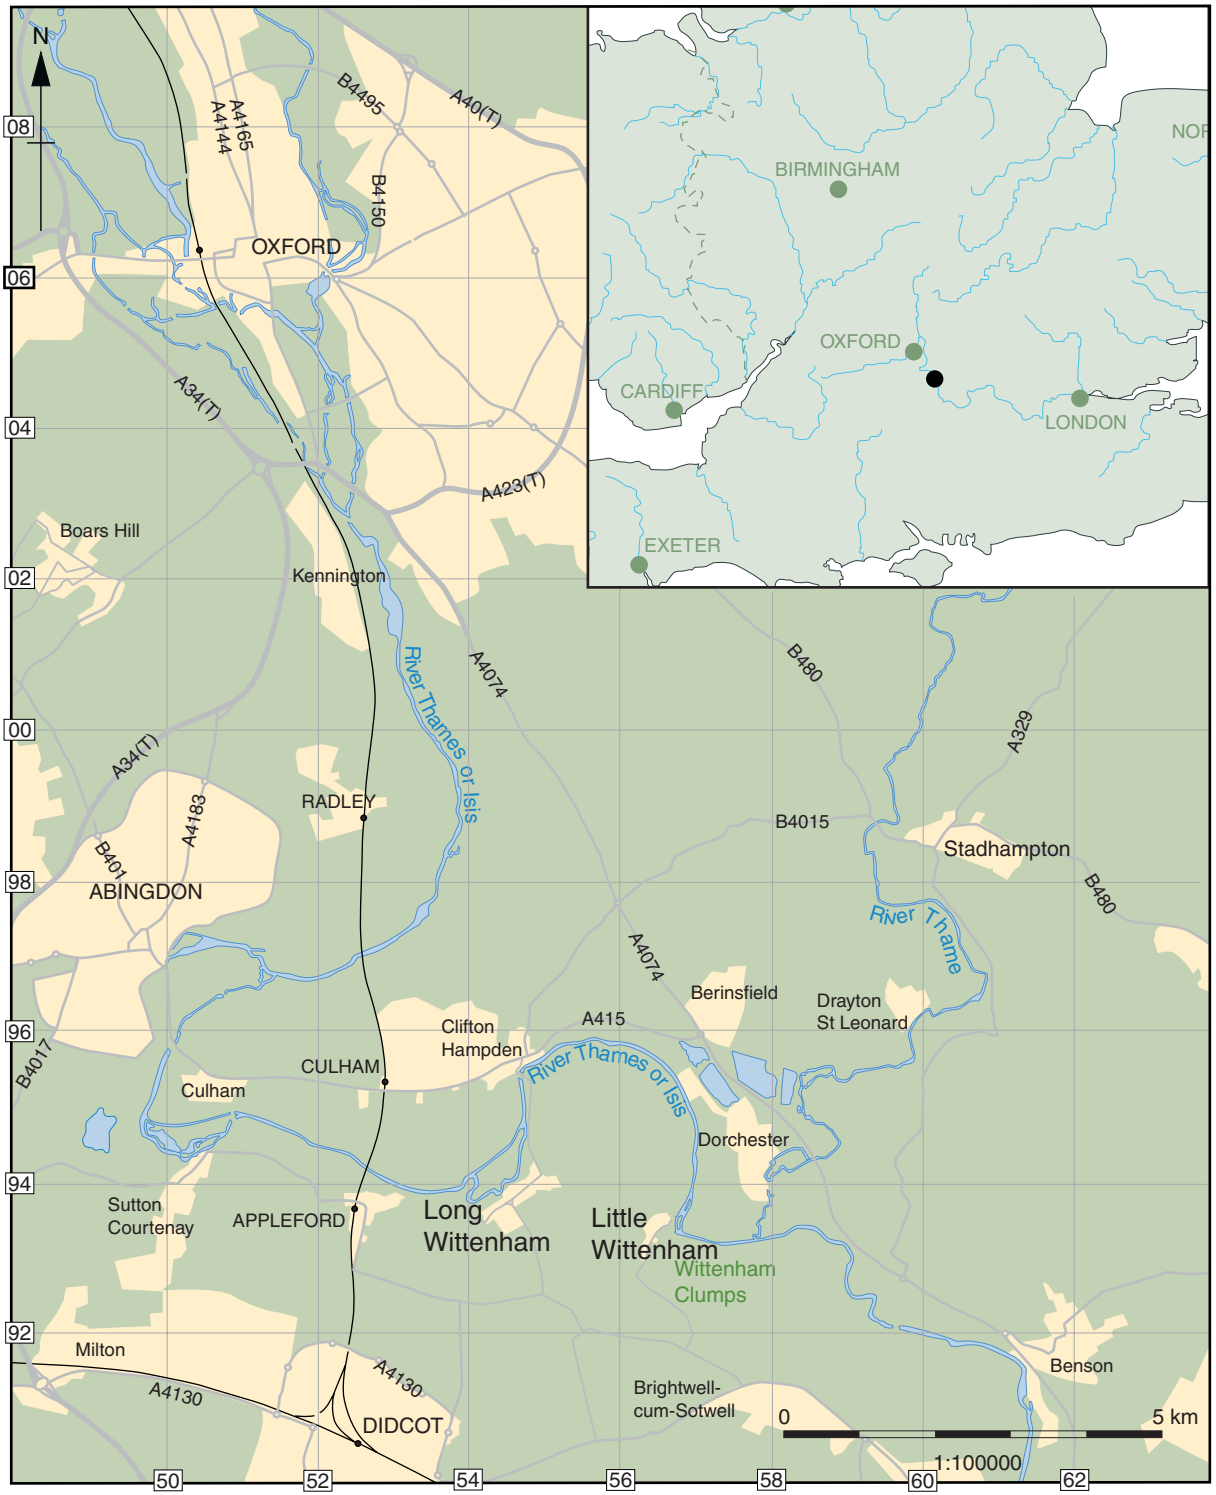 N
08
06
04
02
00
98
96
94
92
50
52
54
56
58
60
62
A4144
A4165
B4495
A40(T)
B4150
OXFORD
A34(T)
A423(T)
Boars Hill
Kennington
River Thames or Isis
A4074
B480
A329
A34(T)
RADLEY
A4183
B401
ABINGDON
B4015
Stadhampton
B480
River Thame
A4074
Berinsfield
Drayton
St Leonard
A415
Clifton
Hampden
River Thames or Isis
CULHAM
Culham
B4017
Dorchester
Sutton
Courtenay
APPLEFORD
Long
Wittenham
Little
Wittenham
Wittenham
Clumps
Milton
A4130
A4130
DIDCOT
Brightwell-
cum-Sotwell
Benson
0
5 km
1:100000
NOR
BIRMINGHAM
OXFORD
CARDIFF
LONDON
EXETER